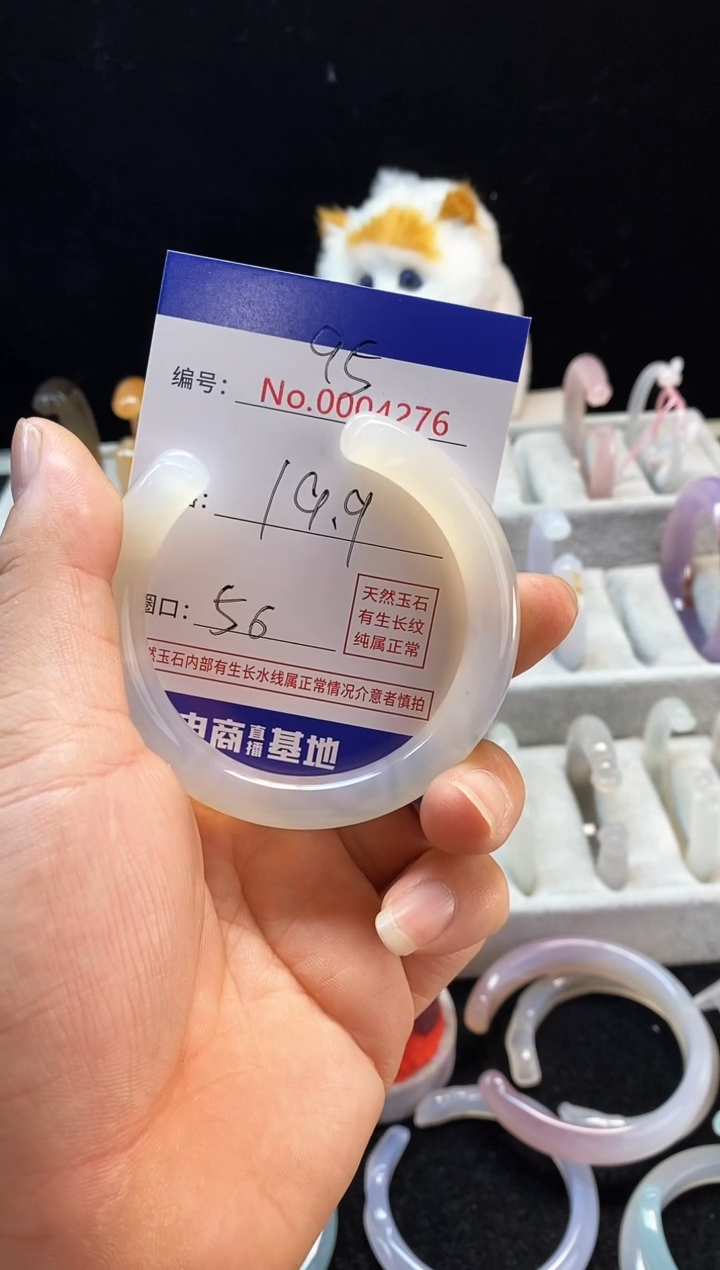 95
编号：No.0004276
19.9
圈口：56
天然玉石
有生长纹
纯属正常
然玉石内部有生长水线属正常情况介意者慎拍
电商直播基地